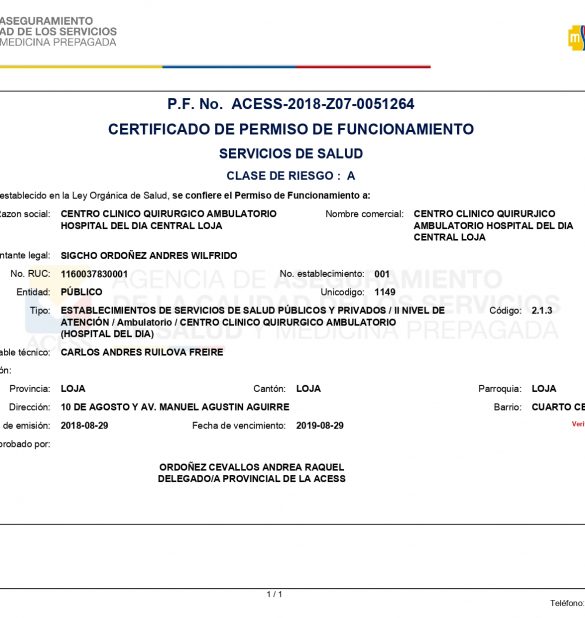 ASEGURAMIENTO
AD DE LOS SERVICIOS
MEDICINA PREPAGADA
P.F. No. ACESS-2018-Z07-0051264
CERTIFICADO DE PERMISO DE FUNCIONAMIENTO
SERVICIOS DE SALUD
CLASE DE RIESGO : A
establecido en la Ley Orgánica de Salud, se confiere el Permiso de Funcionamiento a:
Razon social: CENTRO CLINICO QUIRURGICO AMBULATORIO HOSPITAL DEL DIA CENTRAL LOJA
Nombre comercial: CENTRO CLINICO QUIRURJICO AMBULATORIO HOSPITAL DEL DIA CENTRAL LOJA
ntante legal: SIGCHO ORDOÑEZ ANDRES WILFRIDO
No. RUC: 1160037830001 No. establecimiento: 001
AGENCIA DE ASEGURAMIENTO
Entidad: PÚBLICO Unicodigo: 1149
DE LA CALIDAD DE LOS SERVICIOS
Tipo: ESTABLECIMIENTOS DE SERVICIOS DE SALUD PÚBLICOS Y PRIVADOS / II NIVEL DE Código: 2.1.3
ATENCIÓN / Ambulatorio / CENTRO CLINICO QUIRURGICO AMBULATORIO
(HOSPITAL DEL DIA)
DE SALUD Y MEDICINA PREPAGADA
ACESS
able técnico: CARLOS ANDRES RUILOVA FREIRE
ón:
Provincia: LOJA Cantón: LOJA Parroquia: LOJA
Dirección: 10 DE AGOSTO Y AV. MANUEL AGUSTIN AGUIRRE Barrio: CUARTO CE
de emisión: 2018-08-29 Fecha de vencimiento: 2019-08-29 Veri
probado por:
ORDOÑEZ CEVALLOS ANDREA RAQUEL
DELEGADO/A PROVINCIAL DE LA ACESS
1 / 1
Teléfono: